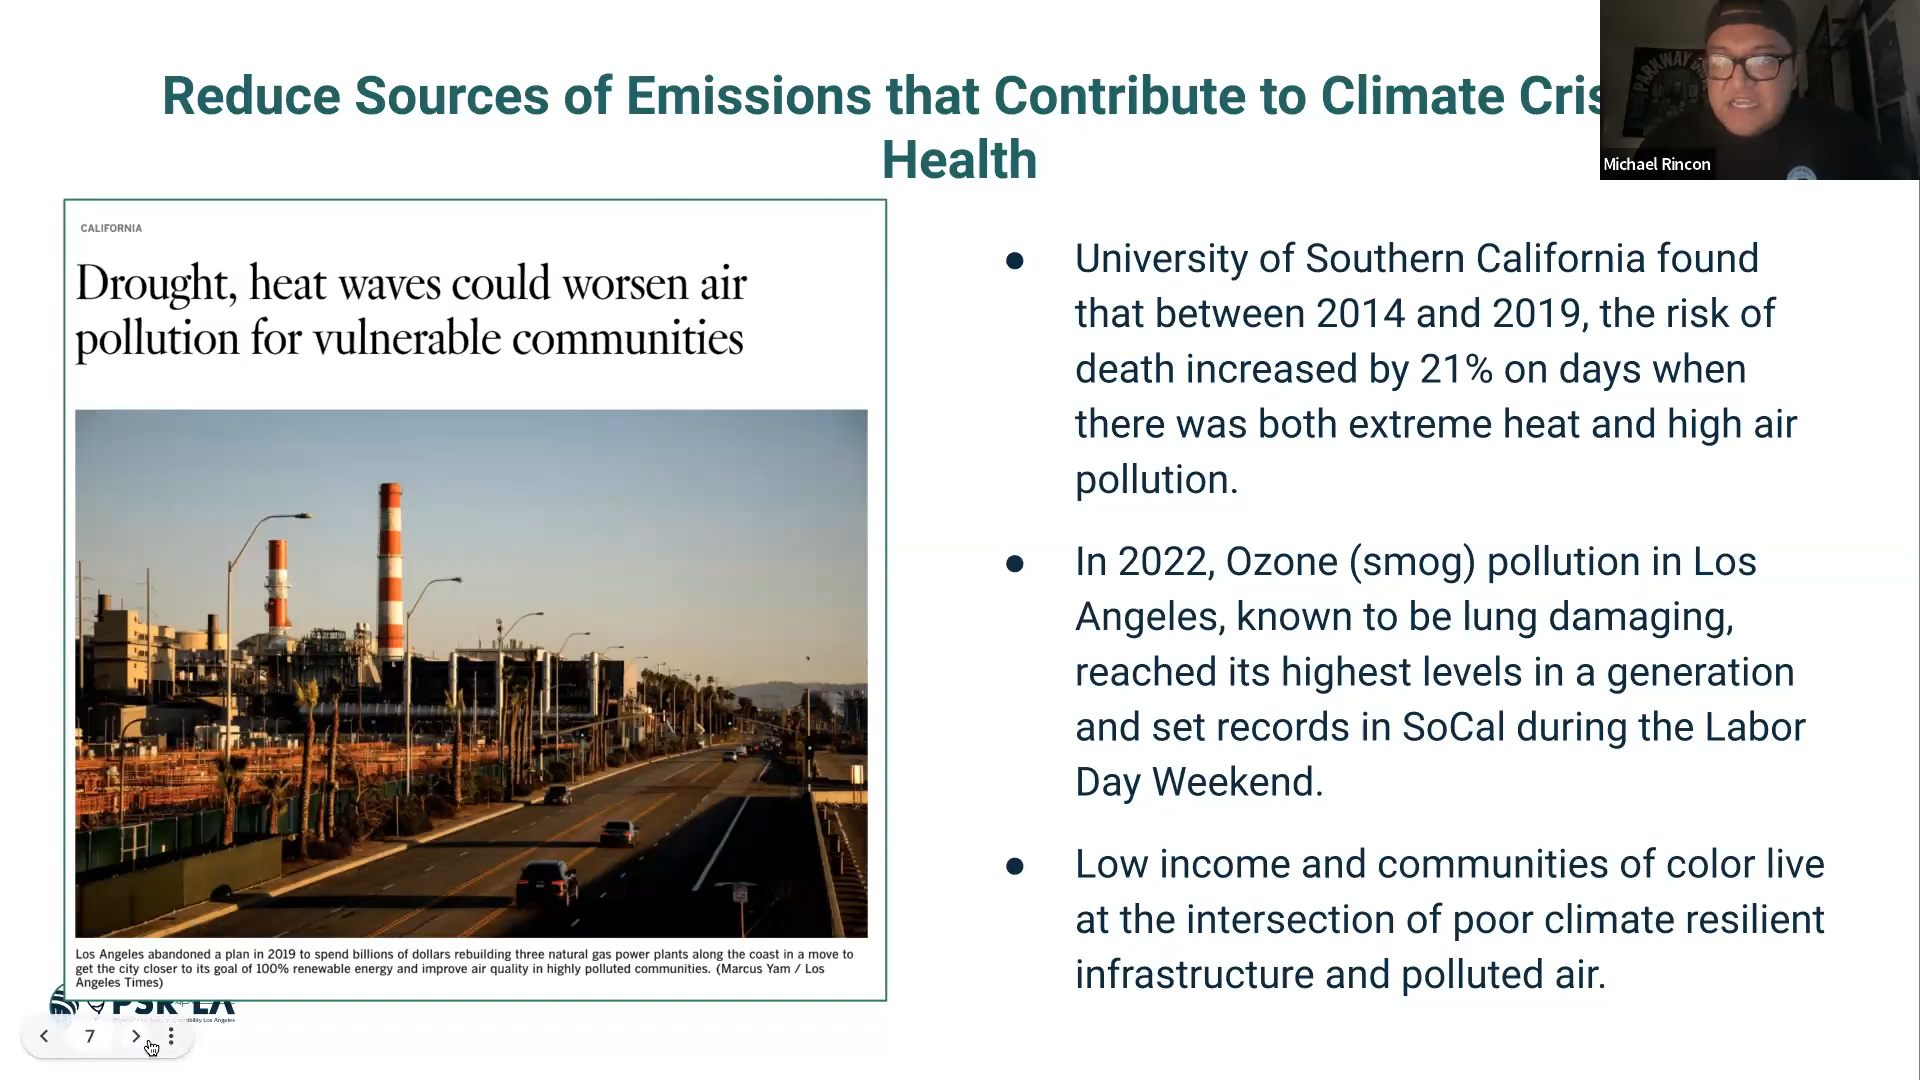 Reduce Sources of Emissions that Contribute to Climate Cris
Health
Michael Rincon
PARKWAY
CALIFORNIA
Drought, heat waves could worsen air
pollution for vulnerable communities
Los Angeles abandoned a plan in 2019 to spend billions of dollars rebuilding three natural gas power plants along the coast in a move to
get the city closer to its goal of 100% renewable energy and improve air quality in highly polluted communities. (Marcus Yam / Los
Angeles Times)
● University of Southern California found
that between 2014 and 2019, the risk of
death increased by 21% on days when
there was both extreme heat and high air
pollution.
● In 2022, Ozone (smog) pollution in Los
Angeles, known to be lung damaging,
reached its highest levels in a generation
and set records in SoCal during the Labor
Day Weekend.
● Low income and communities of color live
at the intersection of poor climate resilient
infrastructure and polluted air.
PSR-LA
7